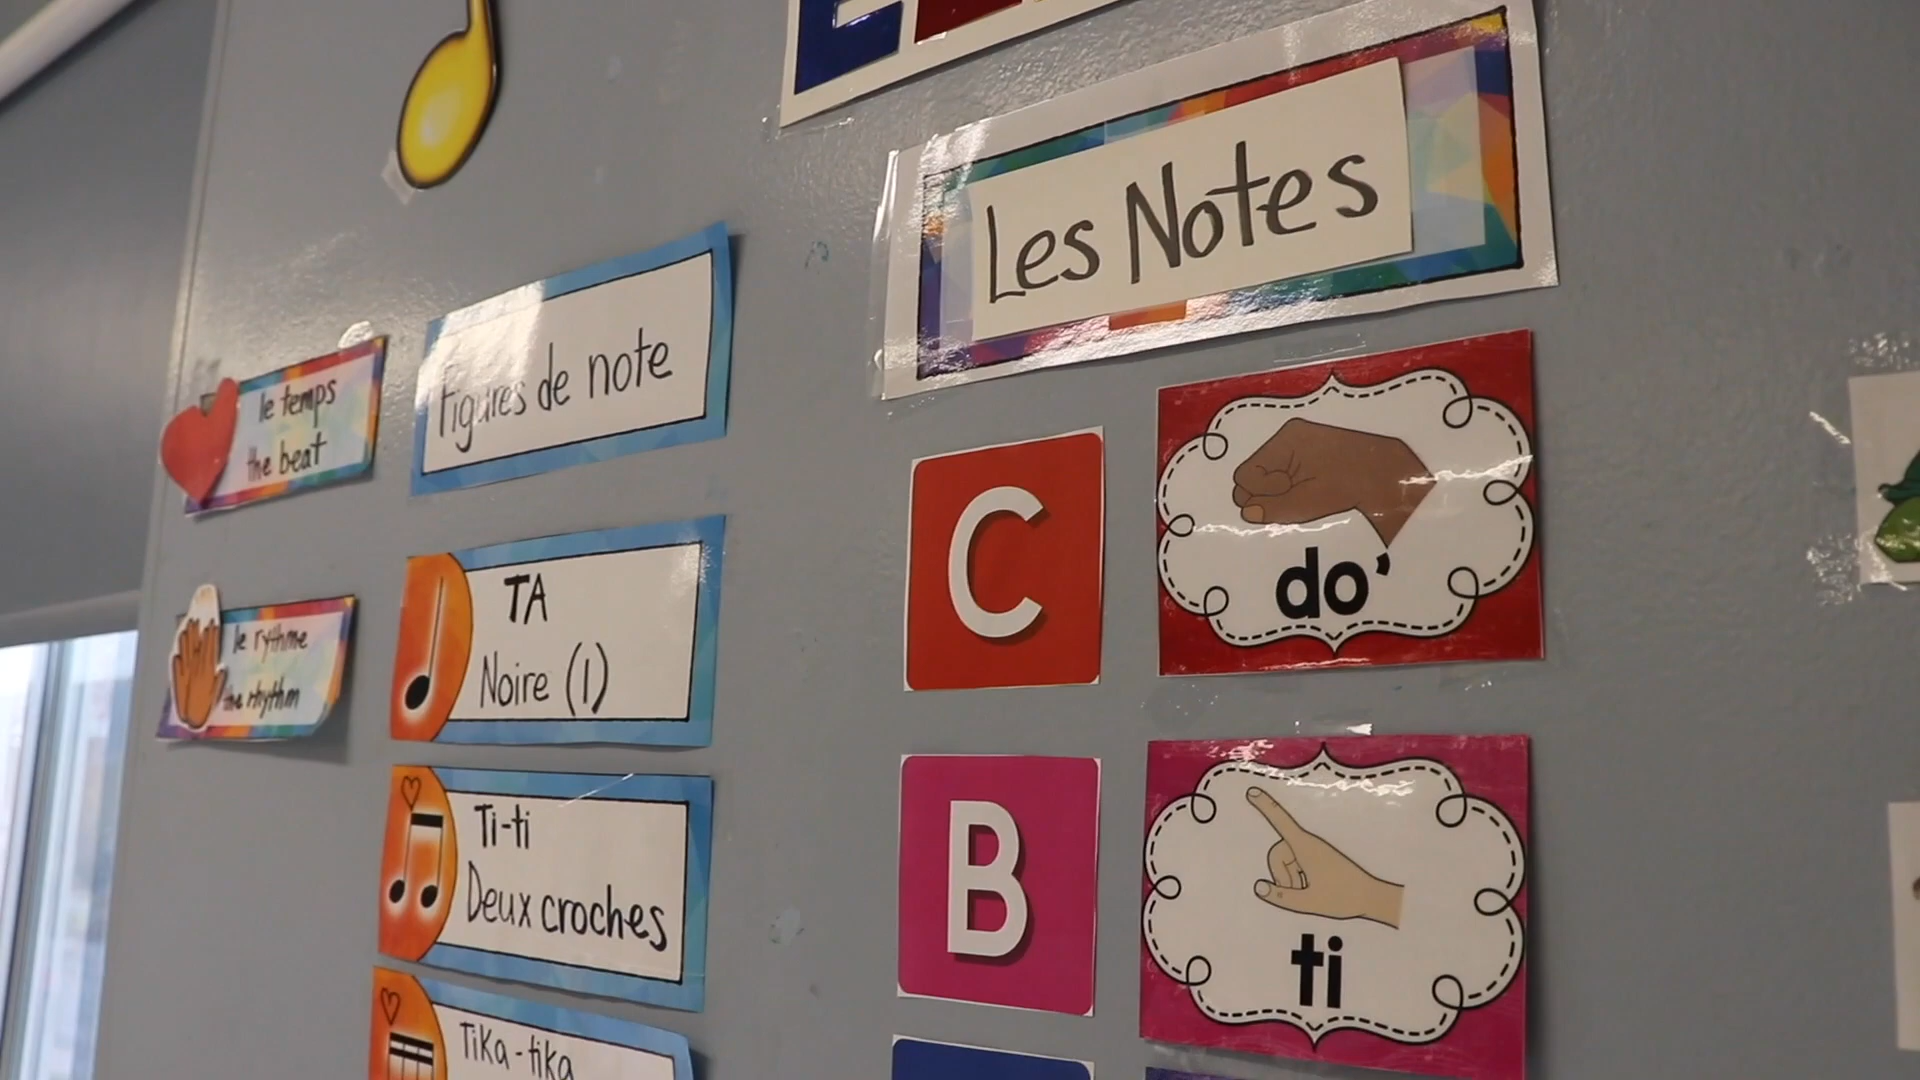 Les Notes
le temps
the beat
Figures de note
le rythme
the rhythm
TA
Noire (1)
Ti-ti
Deux croches
Tika-tika
C
do'
B
ti